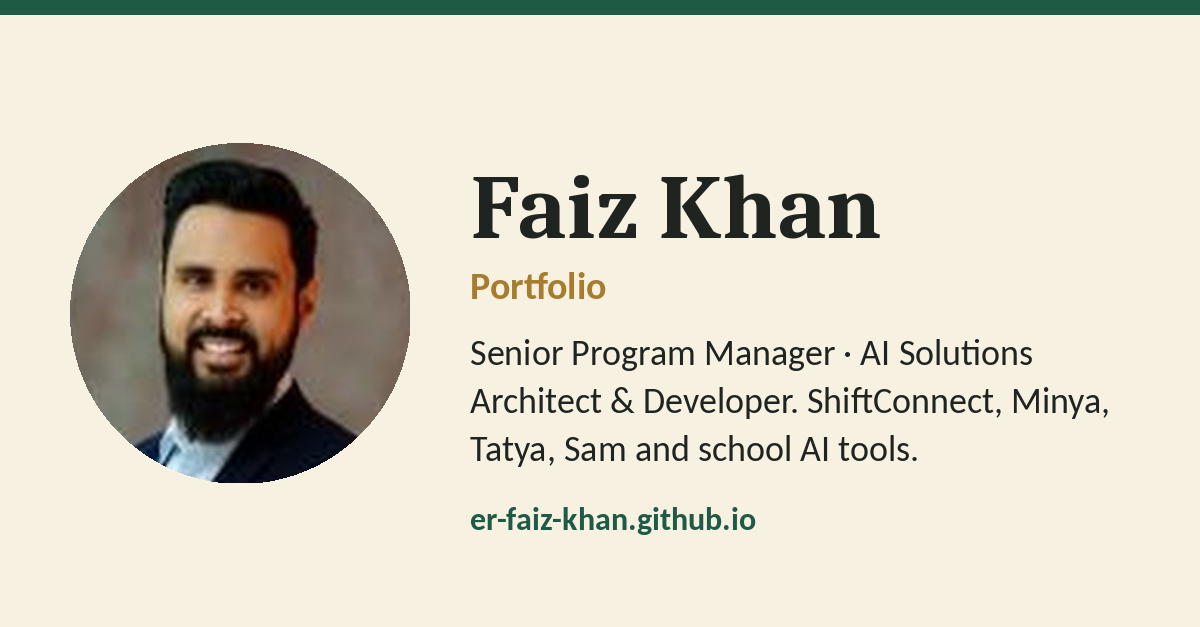 Faiz Khan
Portfolio
Senior Program Manager · AI Solutions
Architect & Developer. ShiftConnect, Minya,
Tatya, Sam and school AI tools.
er-faiz-khan.github.io